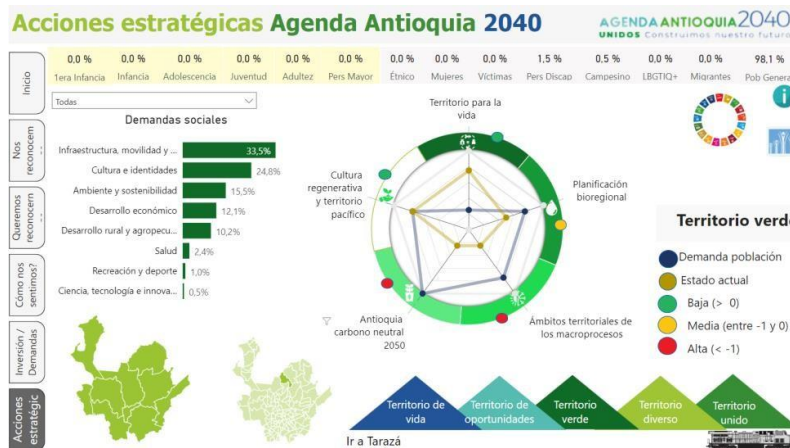 Acciones estratégicas Agenda Antioquia 2040
AGENDA ANTIOQUIA 2040
UNIDOS Construimos nuestro futuro
0,0 % 0,0 % 0,0 % 0,0 % 0,0 % 0,0 % 0,0 % 0,0 % 0,0 % 1,5 % 0,5 % 0,0 % 0,0 % 98,1 %
1era Infancia Infancia Adolescencia Juventud Adultez Pers Mayor Étnico Mujeres Víctimas Pers Discap Campesino LBGTIQ+ Migrantes Pob Genera
Inicio
Nos
reconocem
...
Queremos
reconocern
...
Cómo nos
sentimos?
Inversión /
Demandas
Acciones
estratégic
Todas
Demandas sociales
Infraestructura, movilidad y ... 33,5%
Cultura e identidades 24,8%
Ambiente y sostenibilidad 15,5%
Desarrollo económico 12,1%
Desarrollo rural y agropecu... 10,2%
Salud 2,4%
Recreación y deporte 1,0%
Ciencia, tecnología e innova... 0,5%
Territorio para la
vida
Planificación
bioregional
Ámbitos territoriales de
los macroprocesos
Antioquia
carbono neutral
2050
Cultura
regenerativa
y territorio
pacífico
Territorio verde
Demanda población
Estado actual
Baja (> 0)
Media (entre -1 y 0)
Alta (< -1)
Territorio de
vida
Territorio de
oportunidades
Territorio
verde
Territorio
diverso
Territorio
unido
Ir a Tarazá